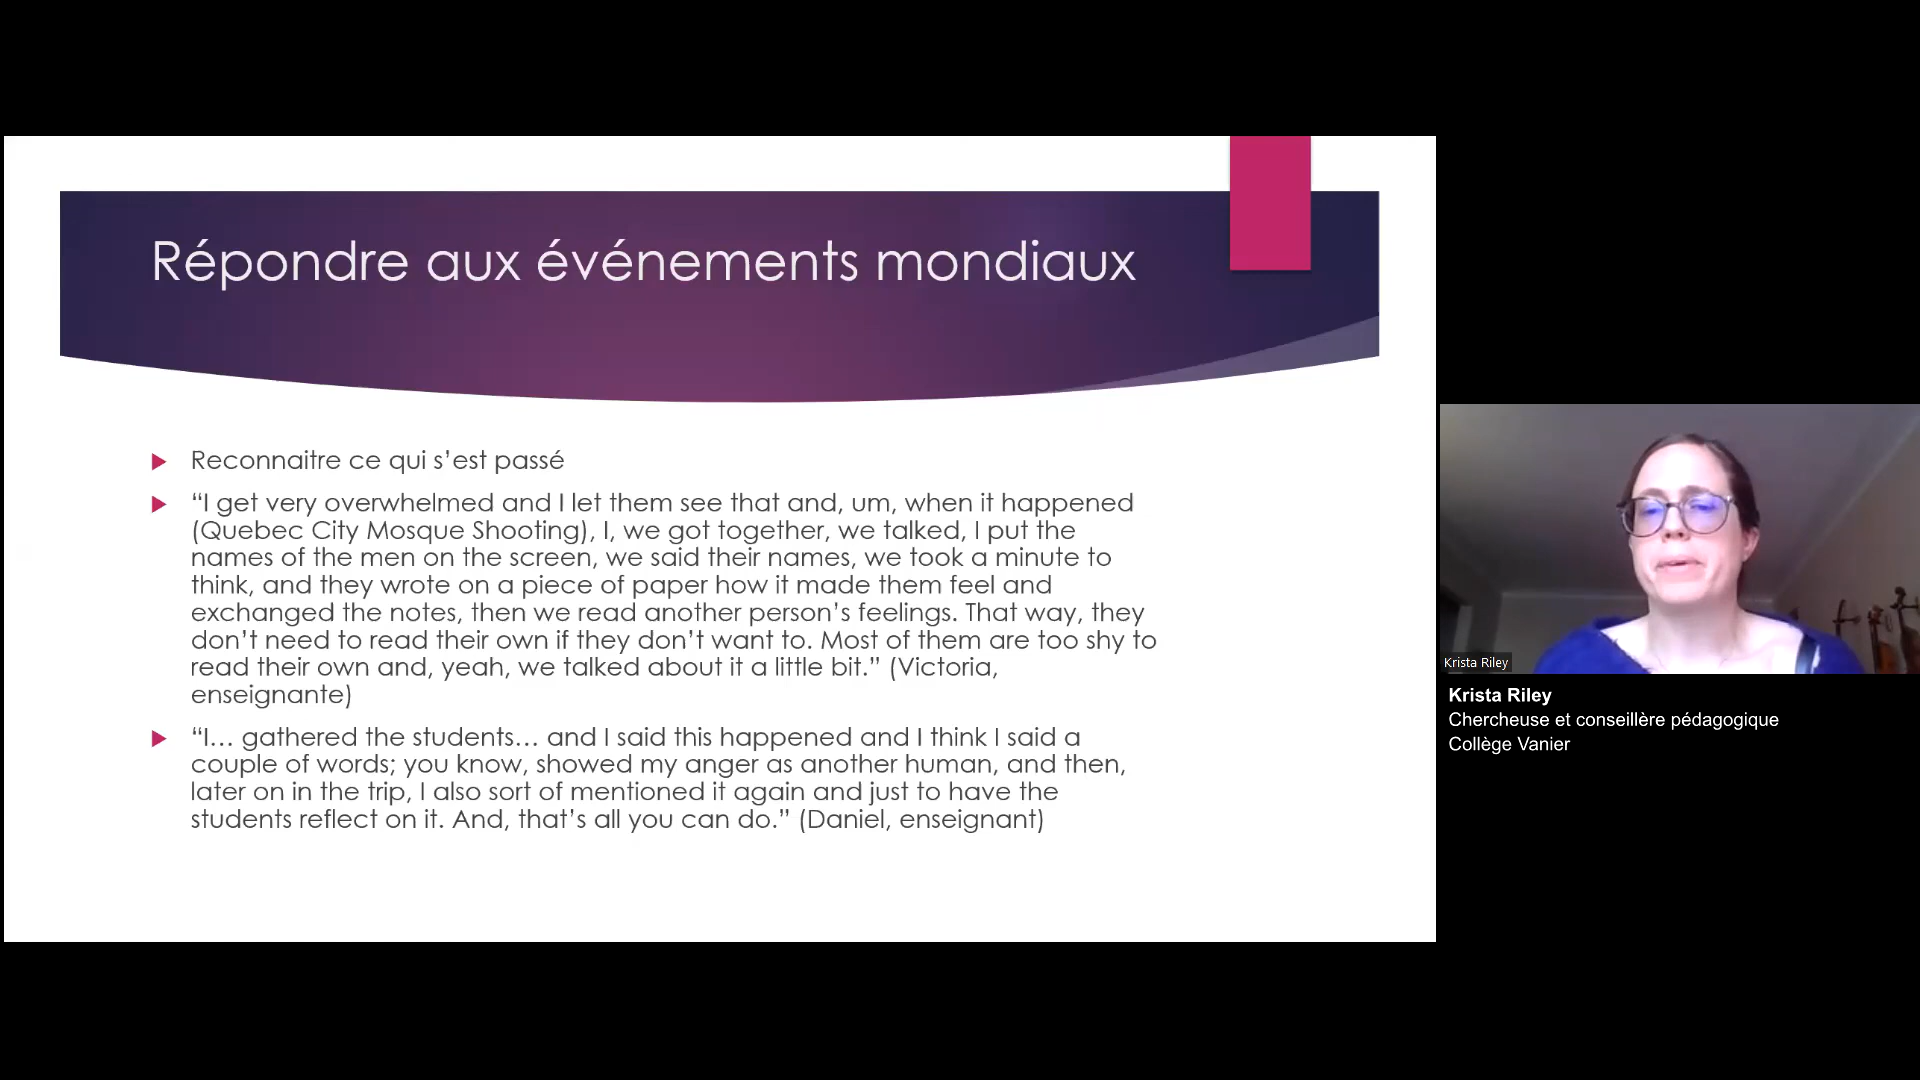 Répondre aux événements mondiaux
Reconnaitre ce qui s’est passé
“I get very overwhelmed and I let them see that and, um, when it happened
(Quebec City Mosque Shooting), I, we got together, we talked, I put the
names of the men on the screen, we said their names, we took a minute to
think, and they wrote on a piece of paper how it made them feel and
exchanged the notes, then we read another person’s feelings. That way, they
don’t need to read their own if they don’t want to. Most of them are too shy to
read their own and, yeah, we talked about it a little bit.” (Victoria,
enseignante)
“I… gathered the students… and I said this happened and I think I said a
couple of words; you know, showed my anger as another human, and then,
later on in the trip, I also sort of mentioned it again and just to have the
students reflect on it. And, that’s all you can do.” (Daniel, enseignant)
Krista Riley
Krista Riley
Chercheuse et conseillère pédagogique
Collège Vanier